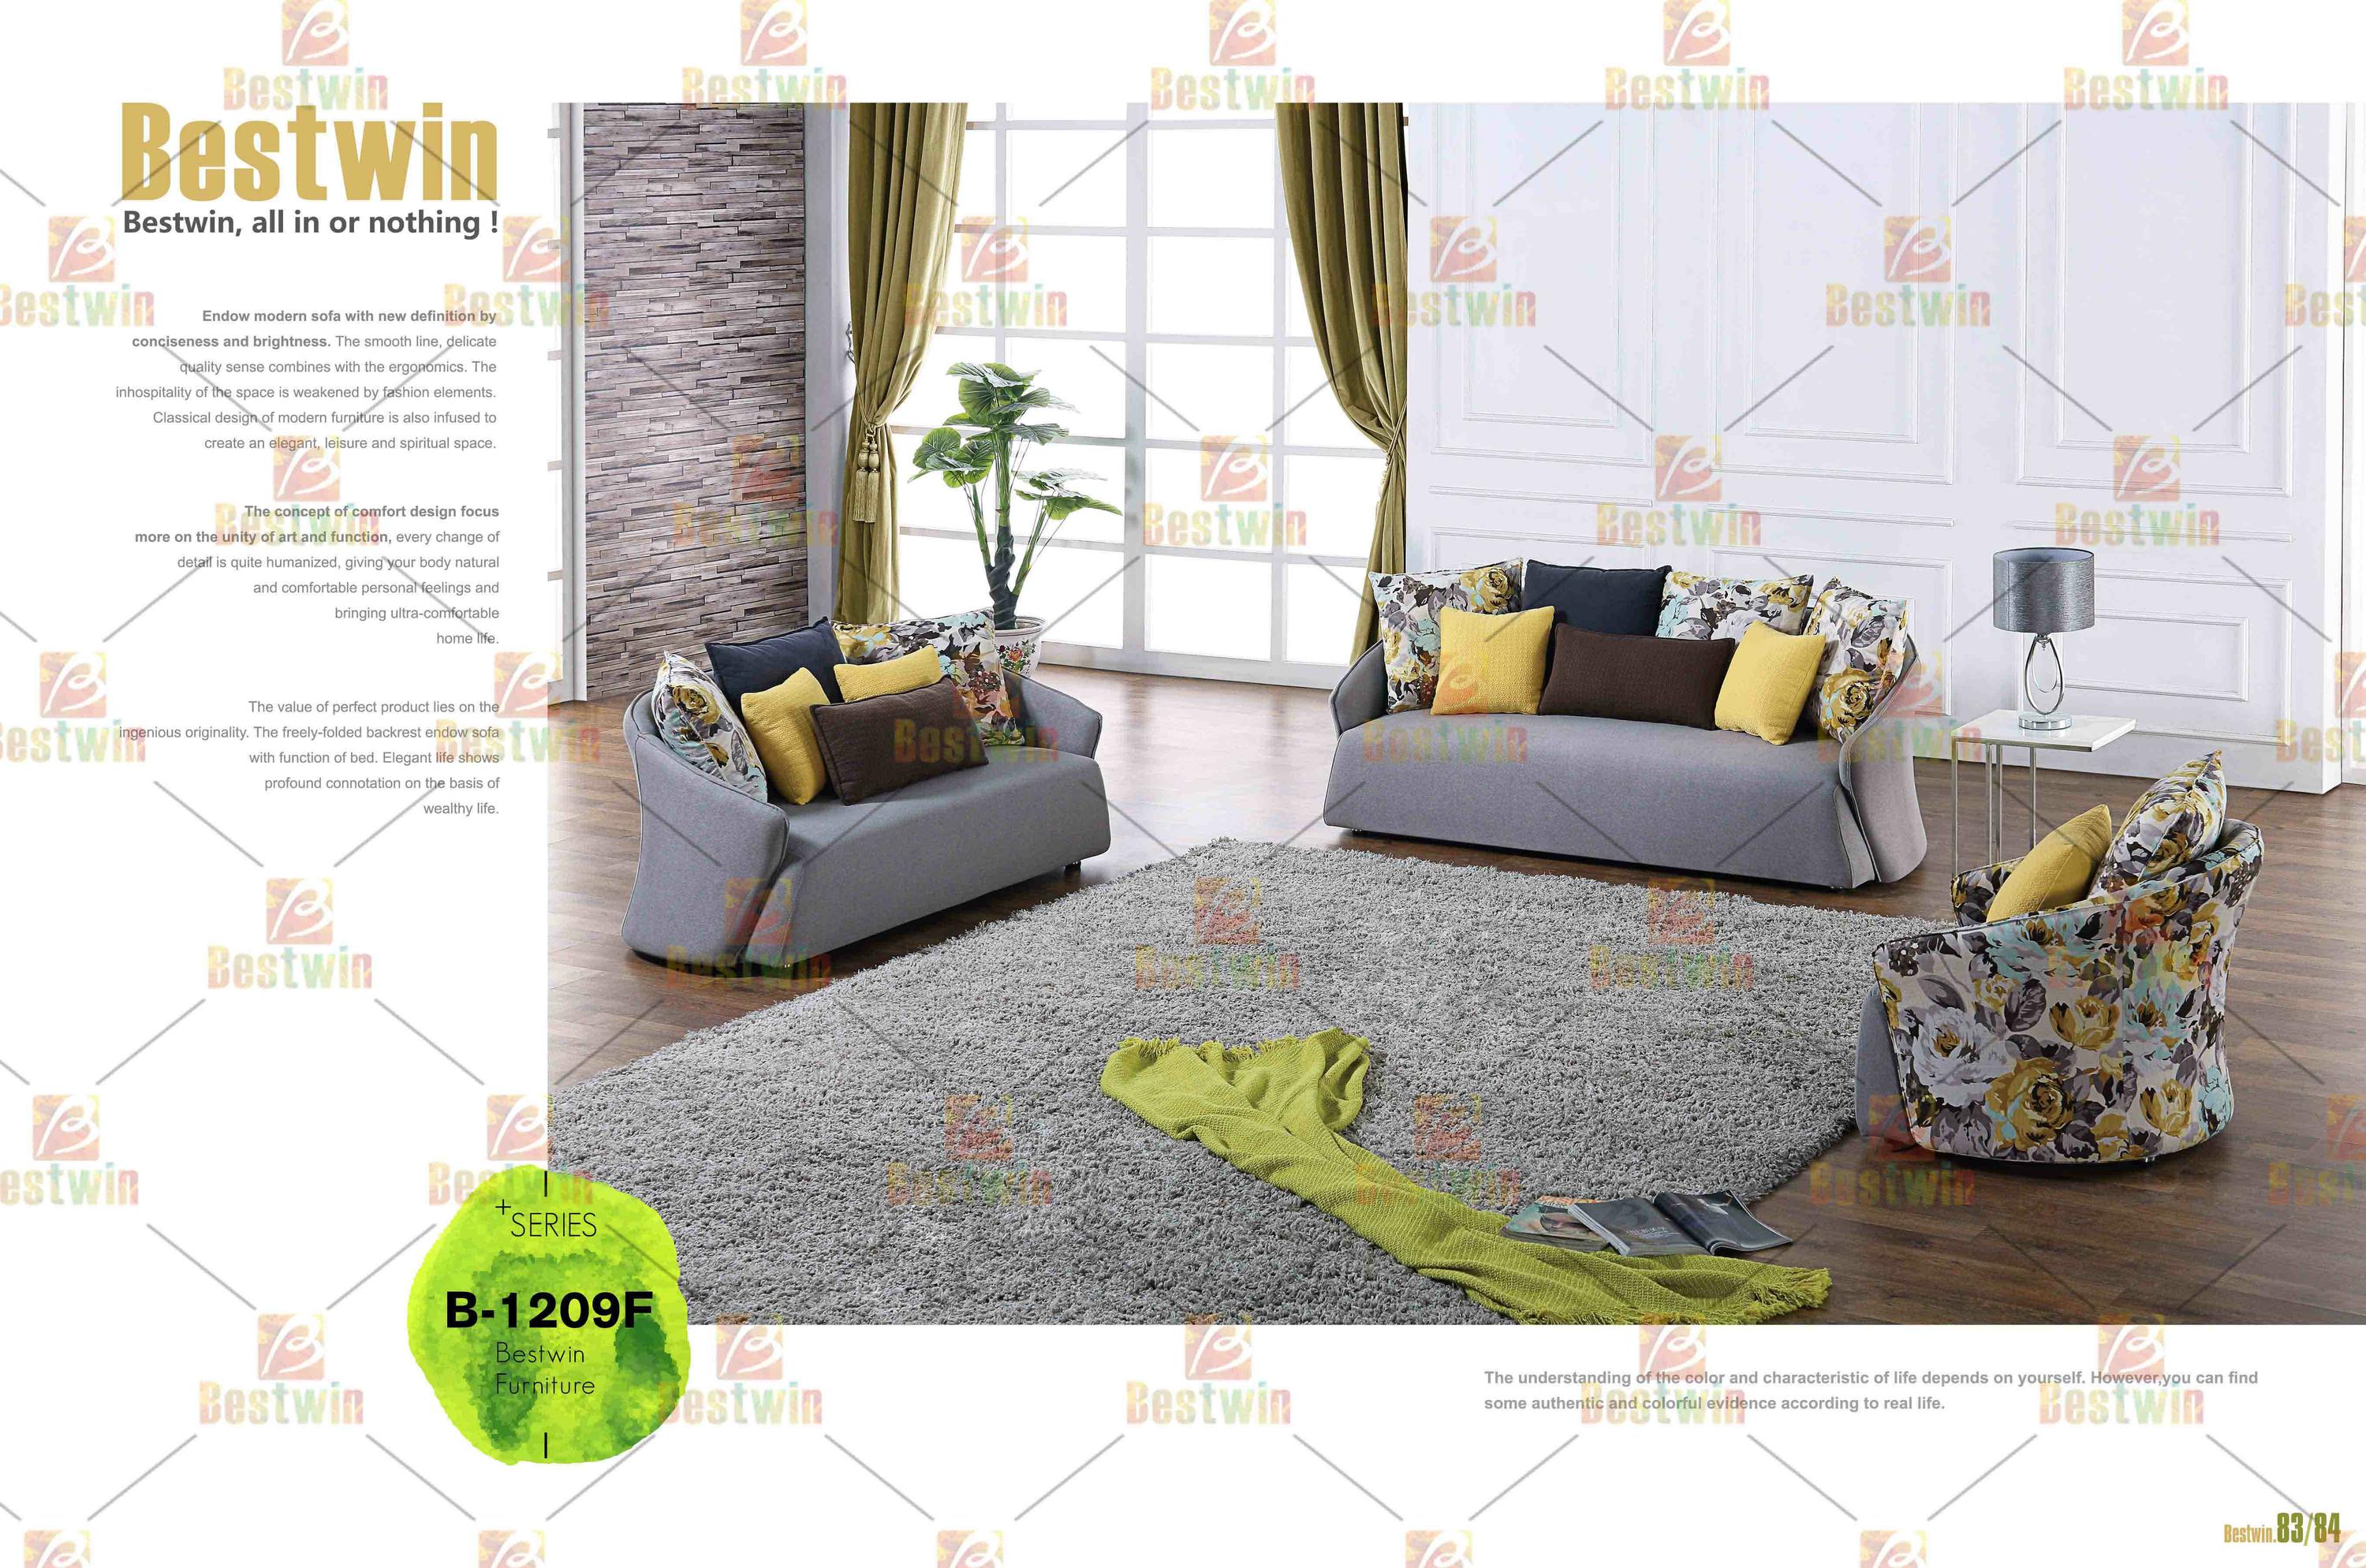 Bestwin
Bestwin, all in or nothing !
Endow modern sofa with new definition by
conciseness and brightness. The smooth line, delicate
quality sense combines with the ergonomics. The
inhospitality of the space is weakened by fashion elements.
Classical design of modern furniture is also infused to
create an elegant, leisure and spiritual space.
The concept of comfort design focus
more on the unity of art and function, every change of
detail is quite humanized, giving your body natural
and comfortable personal feelings and
bringing ultra-comfortable
home life.
The value of perfect product lies on the
ingenious originality. The freely-folded backrest endow sofa
with function of bed. Elegant life shows
profound connotation on the basis of
wealthy life.
+SERIES
B-1209F
Bestwin
Furniture
The understanding of the color and characteristic of life depends on yourself. However,you can find
some authentic and colorful evidence according to real life.
Bestwin.83/84